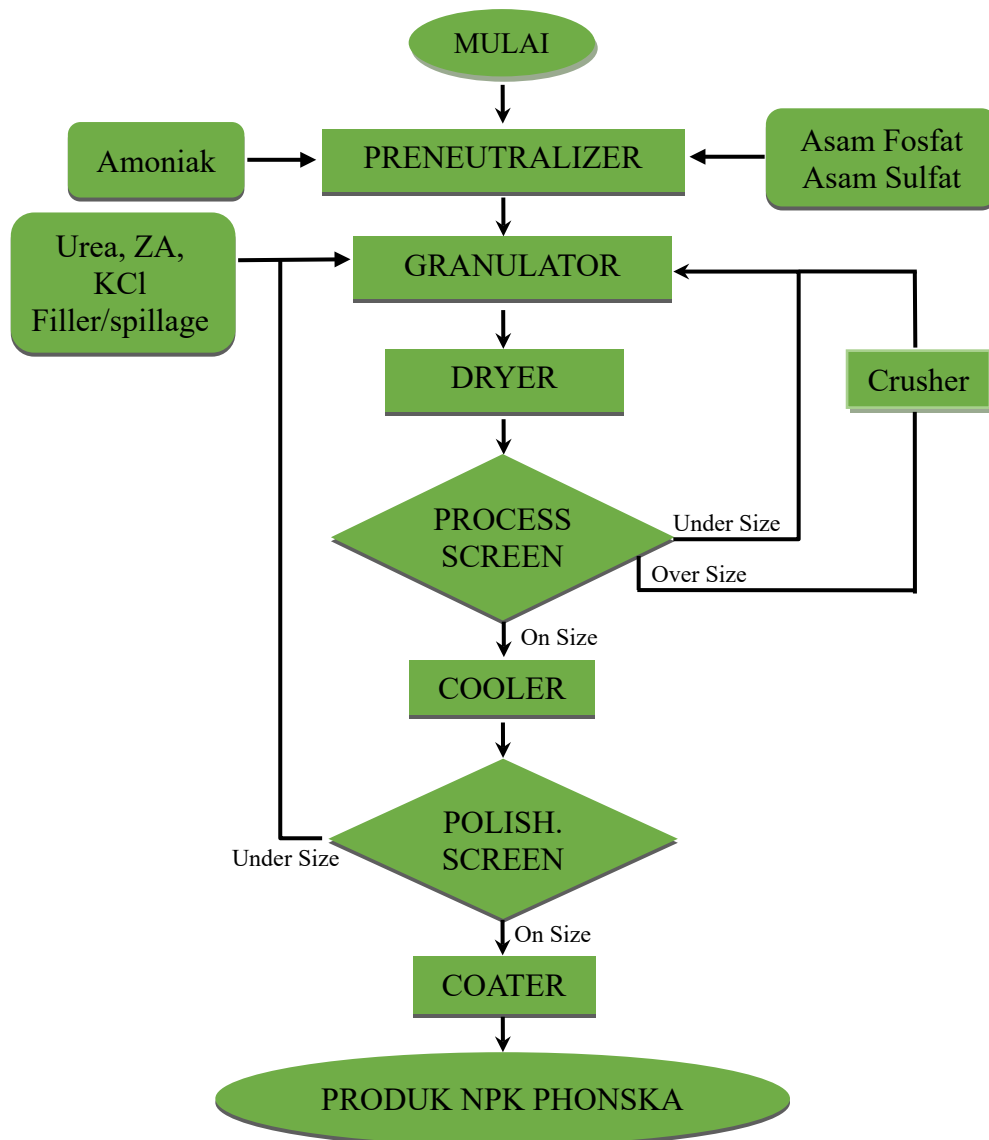 MULAI
Amoniak
PRENEUTRALIZER
Asam Fosfat
Asam Sulfat
Urea, ZA,
KCl
Filler/spillage
GRANULATOR
DRYER
Crusher
PROCESS
SCREEN
Under Size
Over Size
On Size
COOLER
POLISH.
SCREEN
Under Size
On Size
COATER
PRODUK NPK PHONSKA